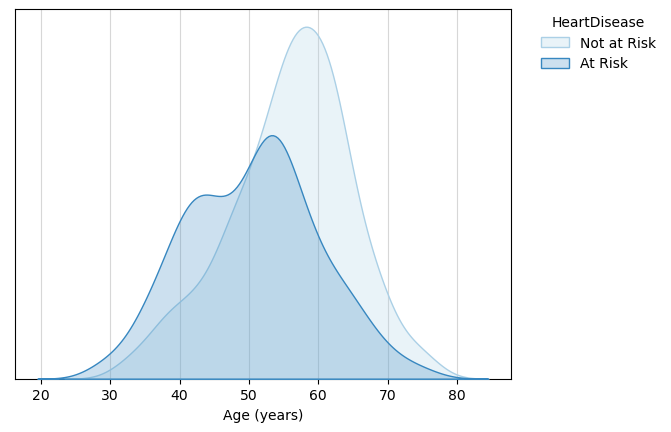 HeartDisease
Not at Risk
At Risk
20 30 40 50 60 70 80
Age (years)